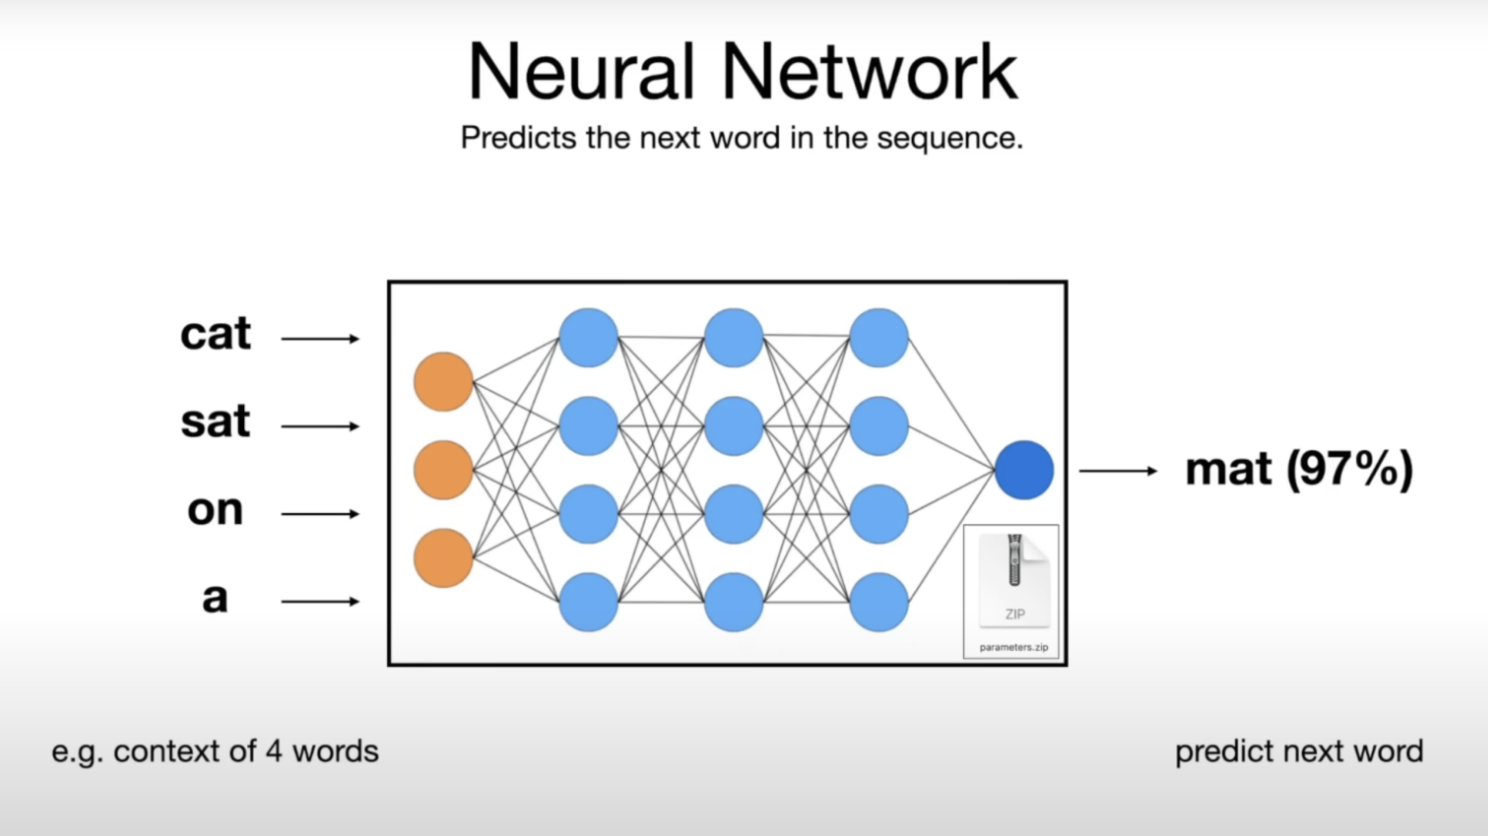 Neural Network
Predicts the next word in the sequence.
cat
sat
on
a
mat (97%)
ZIP
parameters.zip
e.g. context of 4 words
predict next word